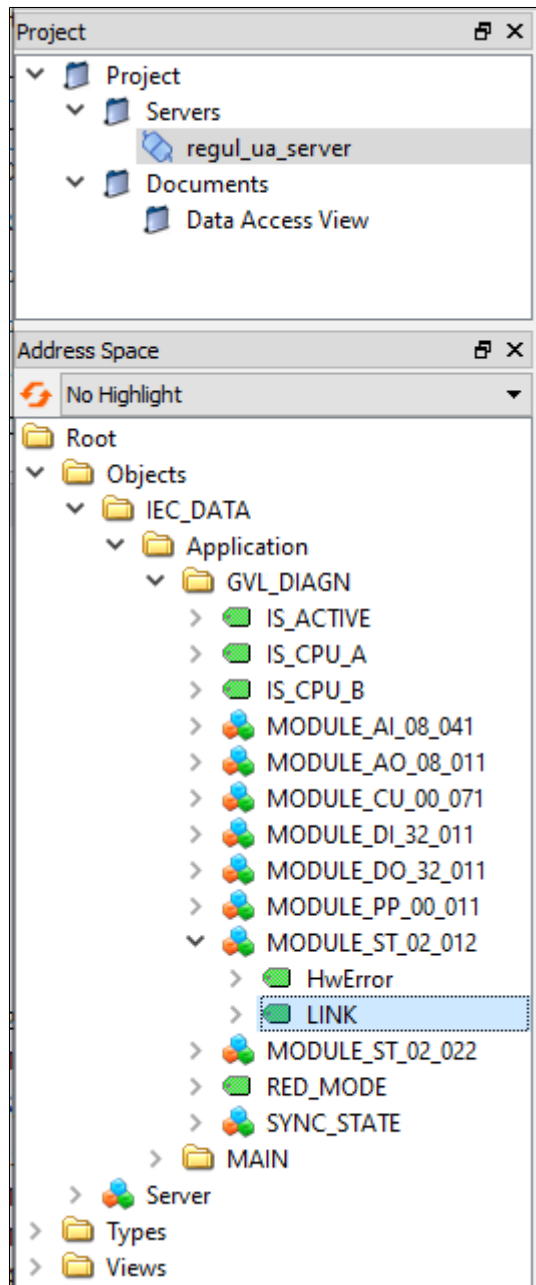 Project
Project
Servers
regul_ua_server
Documents
Data Access View
Address Space
No Highlight
Root
Objects
IEC_DATA
Application
GVL_DIAGN
IS_ACTIVE
IS_CPU_A
IS_CPU_B
MODULE_AI_08_041
MODULE_AO_08_011
MODULE_CU_00_071
MODULE_DI_32_011
MODULE_DO_32_011
MODULE_PP_00_011
MODULE_ST_02_012
HwError
LINK
MODULE_ST_02_022
RED_MODE
SYNC_STATE
MAIN
Server
Types
Views